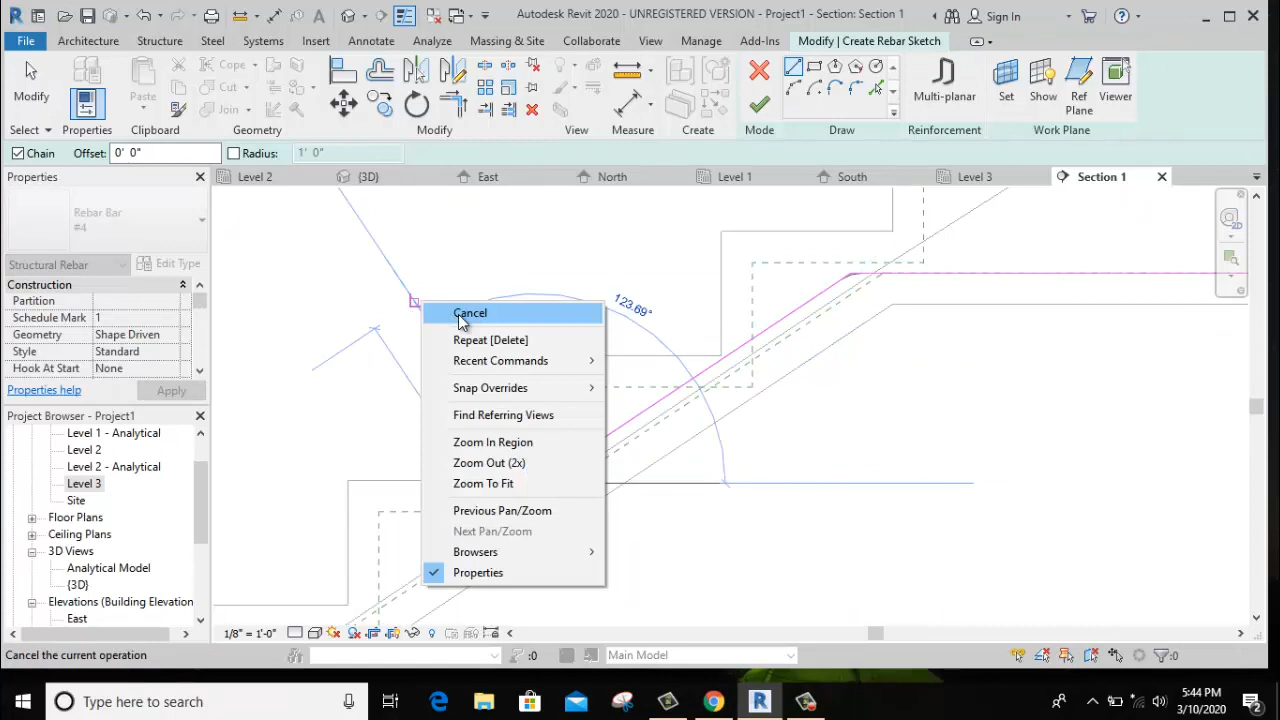 Autodesk Revit 2020 - UNREGISTERED VERSION - Project1 - Section: Section 1
Sign In
File Architecture Structure Steel Systems Insert Annotate Analyze Massing & Site Collaborate View Manage Add-Ins Modify | Create Rebar Sketch
Cope
Cut
Join
Modify
Paste
Multi-planar
Set
Show
Ref Plane
Viewer
Select Properties Clipboard Geometry Modify View Measure Create Mode Draw Reinforcement Work Plane
Chain Offset: 0' 0" Radius: 1' 0"
Properties
Level 2 {3D} East North Level 1 South Level 3 Section 1
Rebar Bar
#4
Structural Rebar Edit Type
Construction
Partition
Schedule Mark 1
Geometry Shape Driven
Style Standard
Hook At Start None
Properties help Apply
Project Browser - Project1
Level 1 - Analytical
Level 2
Level 2 - Analytical
Level 3
Site
Floor Plans
Ceiling Plans
3D Views
Analytical Model
{3D}
Elevations (Building Elevation
East
123.69°
2D
Cancel
Repeat [Delete]
Recent Commands
Snap Overrides
Find Referring Views
Zoom In Region
Zoom Out (2x)
Zoom To Fit
Previous Pan/Zoom
Next Pan/Zoom
Browsers
Properties
1/8" = 1'-0"
Cancel the current operation
:0
Main Model
:0
Type here to search
5:44 PM
3/10/2020
2